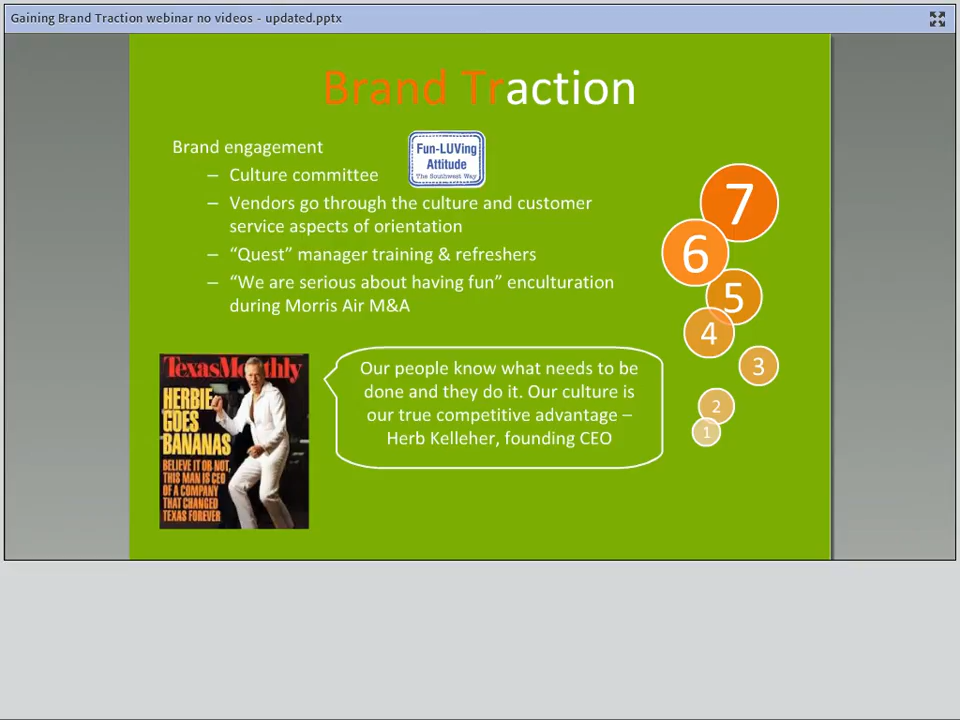 Gaining Brand Traction webinar no videos - updated.pptx
Brand Traction
Brand engagement
Fun-LUVing
Attitude
The Southwest Way
– Culture committee
– Vendors go through the culture and customer
service aspects of orientation
– “Quest” manager training & refreshers
– “We are serious about having fun” enculturation
during Morris Air M&A
7
6
5
4
3
2
1
TexasMonthly
HERBIE
GOES
BANANAS
BELIEVE IT OR NOT,
THIS MAN IS CEO
OF A COMPANY
THAT CHANGED
TEXAS FOREVER
Our people know what needs to be
done and they do it. Our culture is
our true competitive advantage –
Herb Kelleher, founding CEO